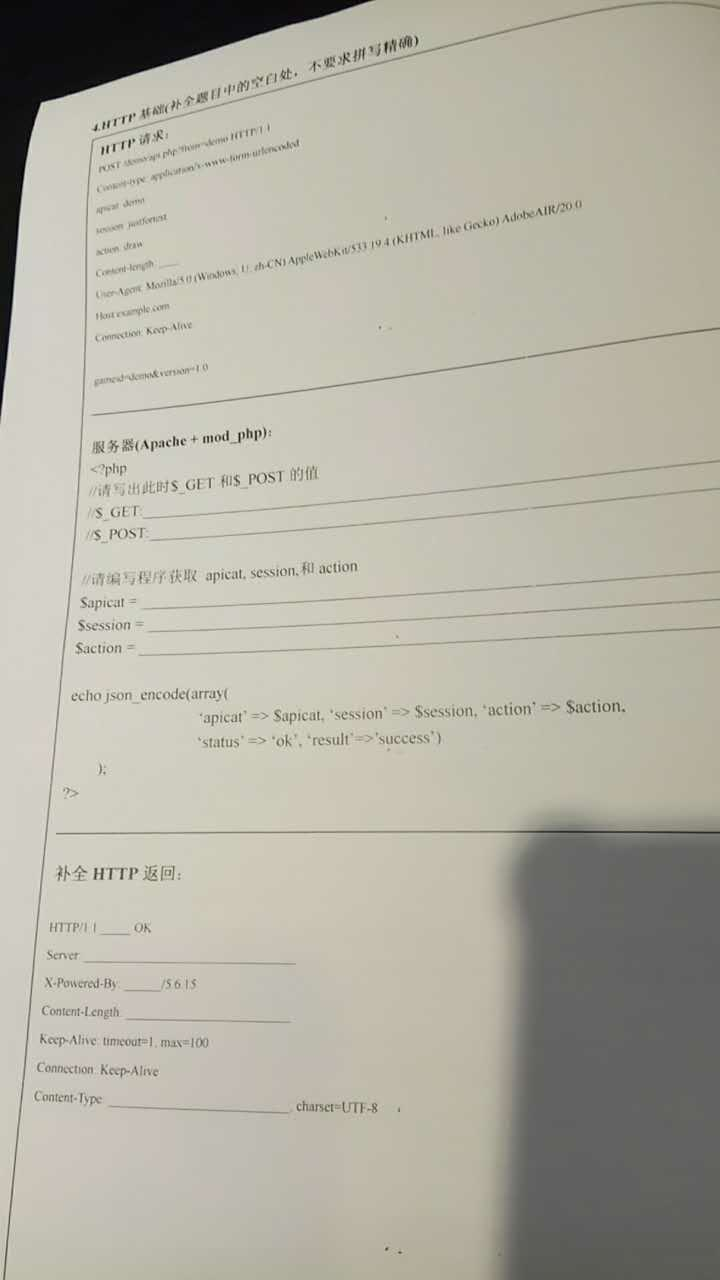 4.HTTP 基础(补全题目中的空白处，不要求拼写精确)
HTTP 请求：
POST /demo/api.php?from=demo HTTP/1.1
Content-type: application/x-www-form-urlencoded
apicat: demo
session: justfortest
action: draw
Content-length: ____
User-Agent: Mozilla/5.0 (Windows; U; zh-CN) AppleWebKit/533.19.4 (KHTML, like Gecko) AdobeAIR/20.0
Host:example.com
Connection: Keep-Alive
gameid=demo&version=1.0
服务器(Apache + mod_php)：
<?php
//请写出此时$_GET 和$_POST 的值
//$_GET:
//$_POST:
//请编写程序获取 apicat, session,和 action
$apicat =
$session =
$action =
echo json_encode(array(
‘apicat’ => $apicat, ‘session’ => $session, ‘action’ => $action,
‘status’ => ‘ok’, ‘result’=>’success’)
);
?>
补全 HTTP 返回：
HTTP/1.1 ____ OK
Server:
X-Powered-By: _____/5.6.15
Content-Length:
Keep-Alive: timeout=1, max=100
Connection: Keep-Alive
Content-Type: ____________________; charset=UTF-8